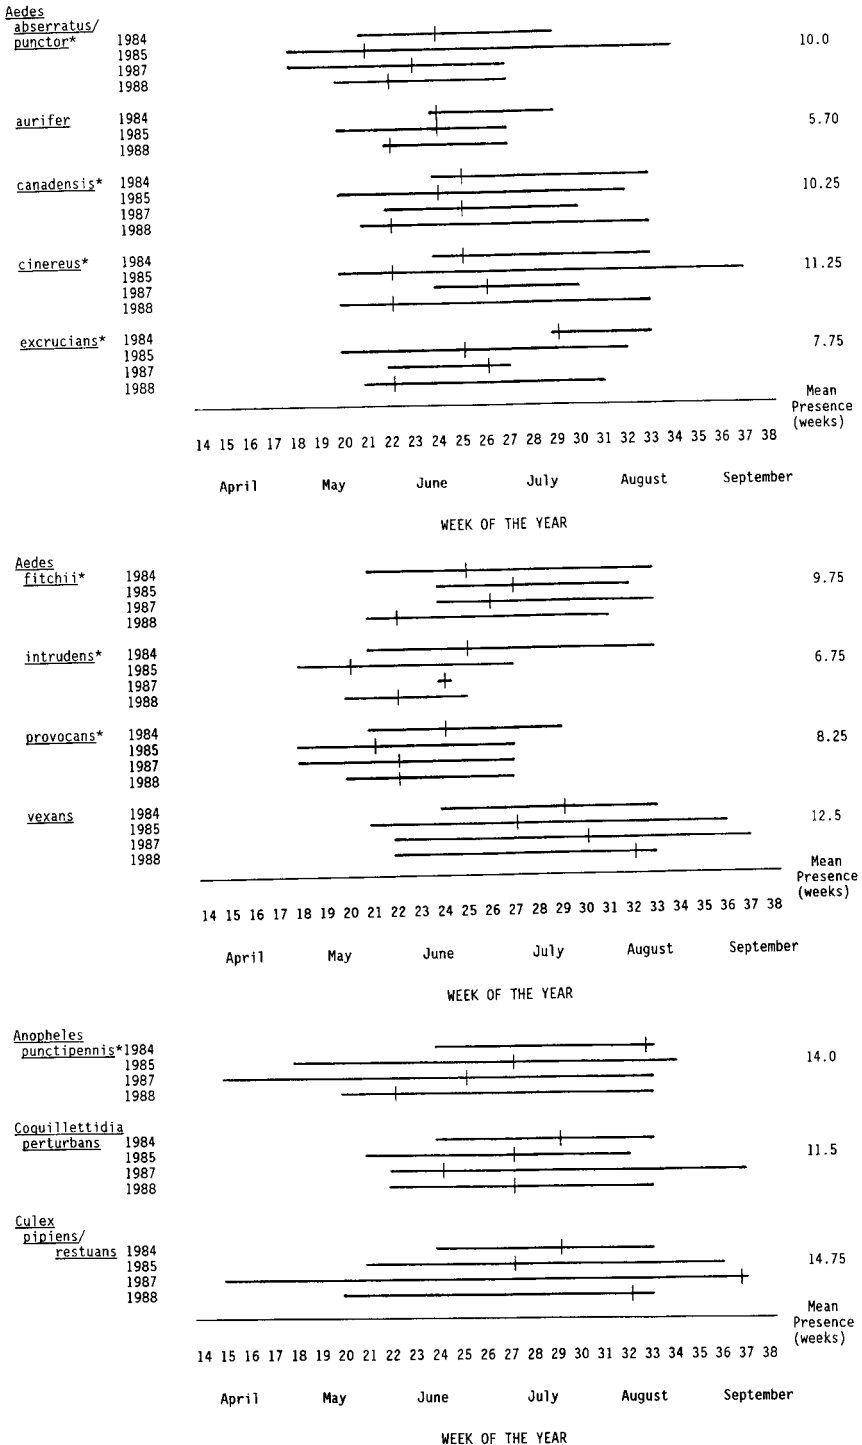 Aedes
abserratus/
punctor* 1984 10.0
1985
1987
1988
aurifer 1984 5.70
1985
1988
canadensis* 1984 10.25
1985
1987
1988
cinereus* 1984 11.25
1985
1987
1988
excrucians* 1984 7.75
1985
1987
1988
Mean
Presence
(weeks)
14 15 16 17 18 19 20 21 22 23 24 25 26 27 28 29 30 31 32 33 34 35 36 37 38
April May June July August September
WEEK OF THE YEAR
Aedes
fitchii* 1984 9.75
1985
1987
1988
intrudens* 1984 6.75
1985
1987
1988
provocans* 1984 8.25
1985
1987
1988
vexans 1984 12.5
1985
1987
1988
Mean
Presence
(weeks)
14 15 16 17 18 19 20 21 22 23 24 25 26 27 28 29 30 31 32 33 34 35 36 37 38
April May June July August September
WEEK OF THE YEAR
Anopheles
punctipennis*1984 14.0
1985
1987
1988
Coquillettidia
perturbans 1984 11.5
1985
1987
1988
Culex
pipiens/
restuans 1984 14.75
1985
1987
1988
Mean
Presence
(weeks)
14 15 16 17 18 19 20 21 22 23 24 25 26 27 28 29 30 31 32 33 34 35 36 37 38
April May June July August September
WEEK OF THE YEAR